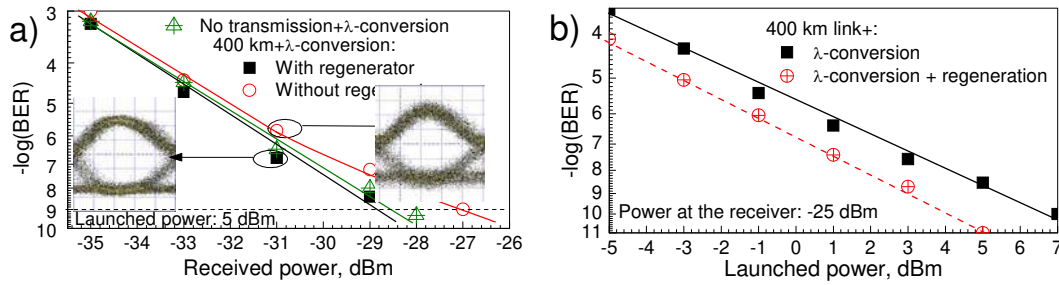 a)
No transmission+λ-conversion
400 km+λ-conversion:
With regenerator
Without rege
Launched power: 5 dBm
-log(BER)
3
4
5
6
7
8
9
10
-35 -34 -33 -32 -31 -30 -29 -28 -27 -26
Received power, dBm
b)
400 km link+:
λ-conversion
λ-conversion + regeneration
Power at the receiver: -25 dBm
-log(BER)
5
6
7
8
9
10
11
-5 -4 -3 -2 -1 0 1 2 3 4 5 6 7
Launched power, dBm